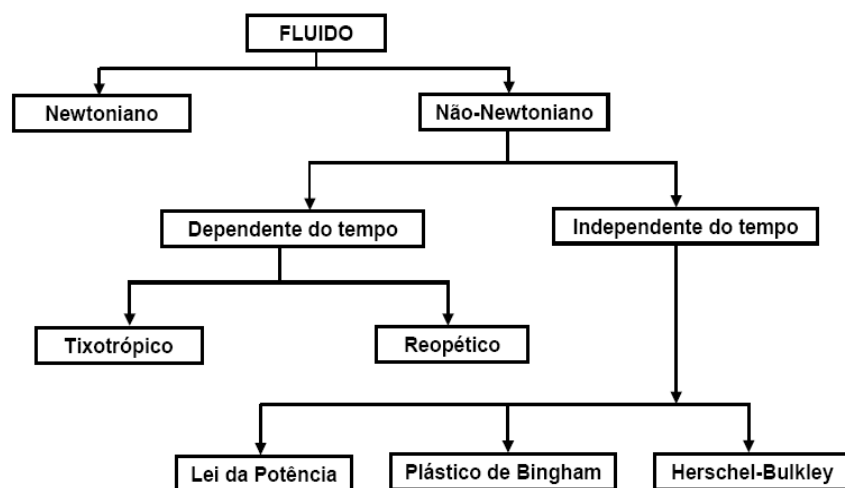 FLUIDO
Newtoniano
Não-Newtoniano
Dependente do tempo
Independente do tempo
Tixotrópico
Reopético
Lei da Potência
Plástico de Bingham
Herschel-Bulkley